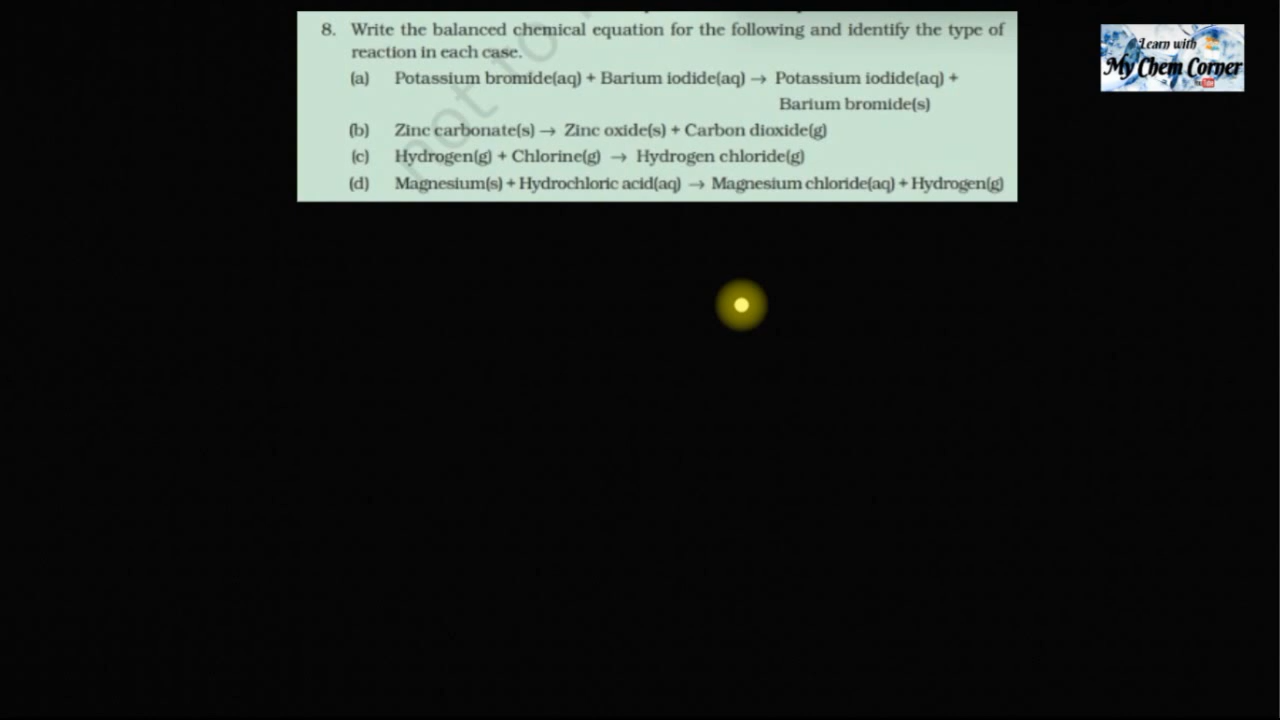 8. Write the balanced chemical equation for the following and identify the type of
reaction in each case.
(a) Potassium bromide(aq) + Barium iodide(aq) → Potassium iodide(aq) +
Barium bromide(s)
(b) Zinc carbonate(s) → Zinc oxide(s) + Carbon dioxide(g)
(c) Hydrogen(g) + Chlorine(g) → Hydrogen chloride(g)
(d) Magnesium(s) + Hydrochloric acid(aq) → Magnesium chloride(aq) + Hydrogen(g)
not to
Learn with
My Chem Corner